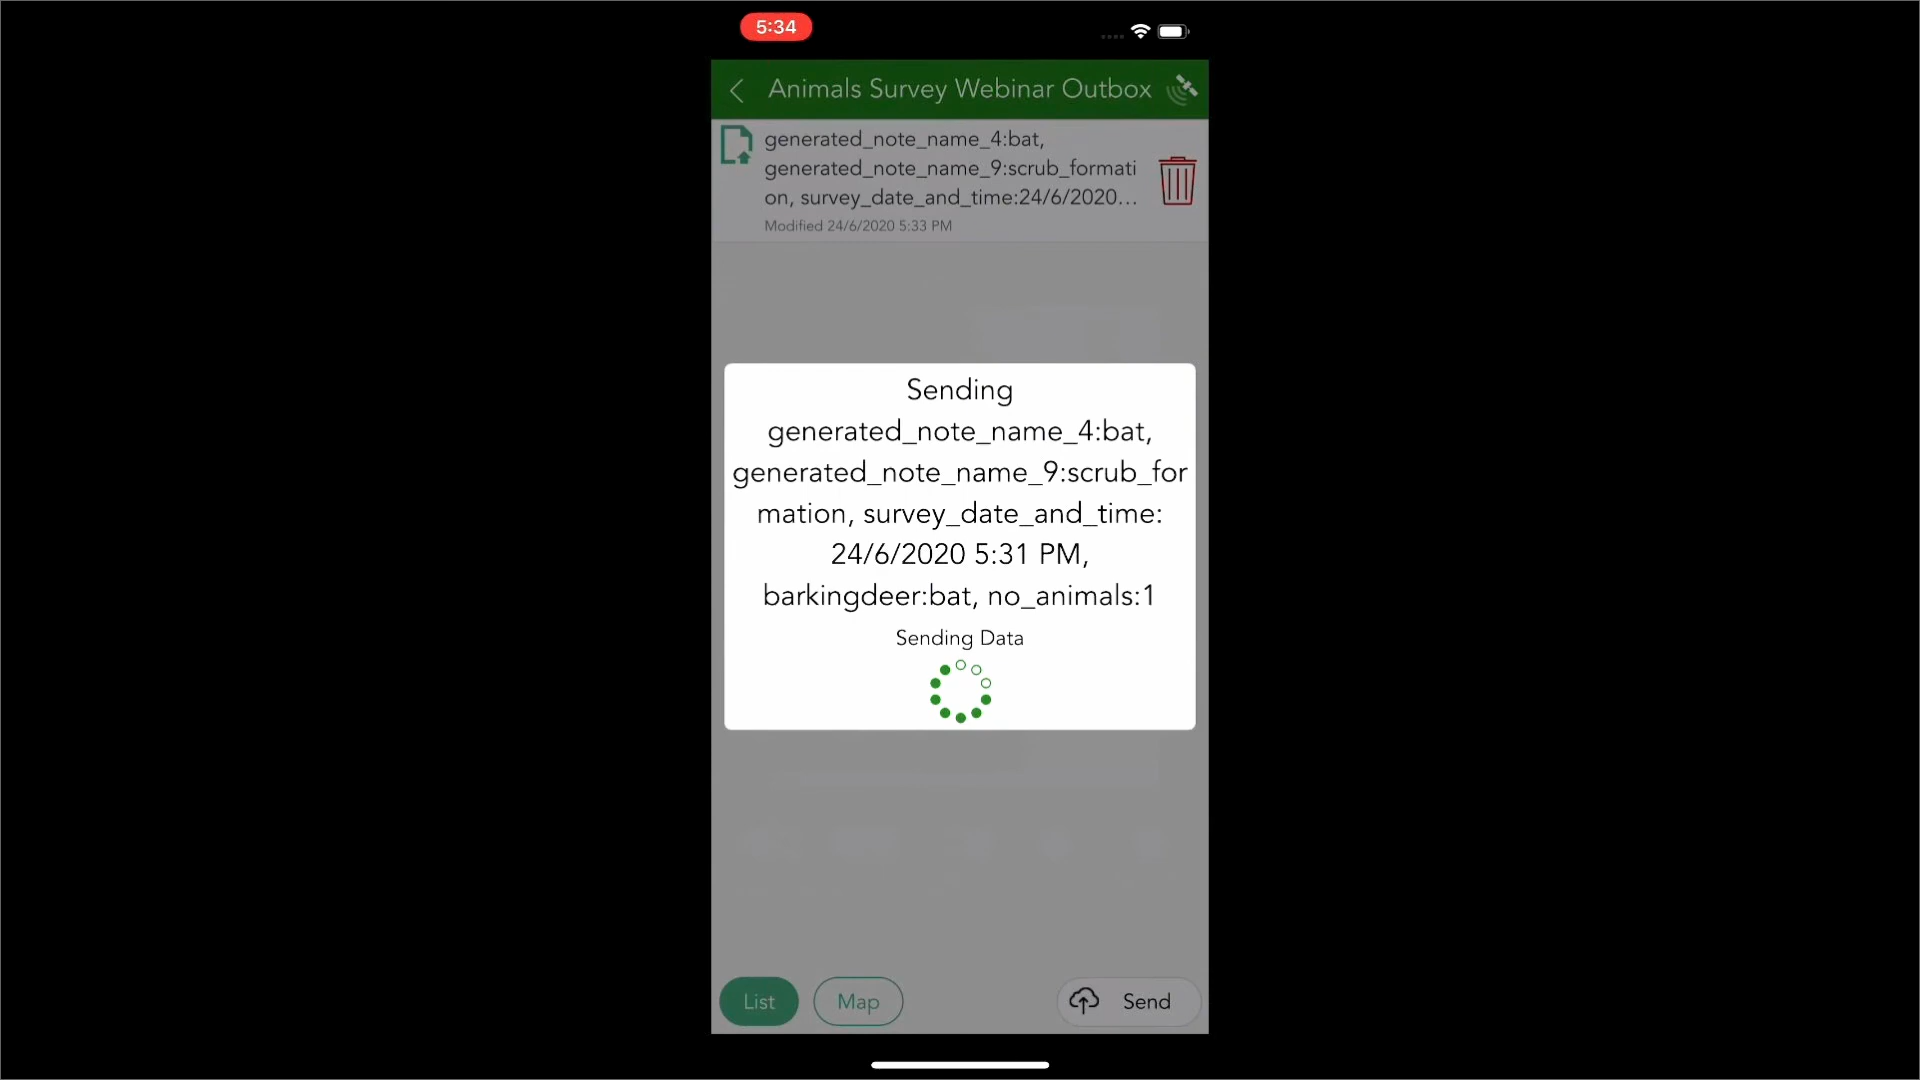 5:34
Animals Survey Webinar Outbox
generated_note_name_4:bat,
generated_note_name_9:scrub_formati
on, survey_date_and_time:24/6/2020...
Modified 24/6/2020 5:33 PM
Sending
generated_note_name_4:bat,
generated_note_name_9:scrub_for
mation, survey_date_and_time:
24/6/2020 5:31 PM,
barkingdeer:bat, no_animals:1
Sending Data
List
Map
Send